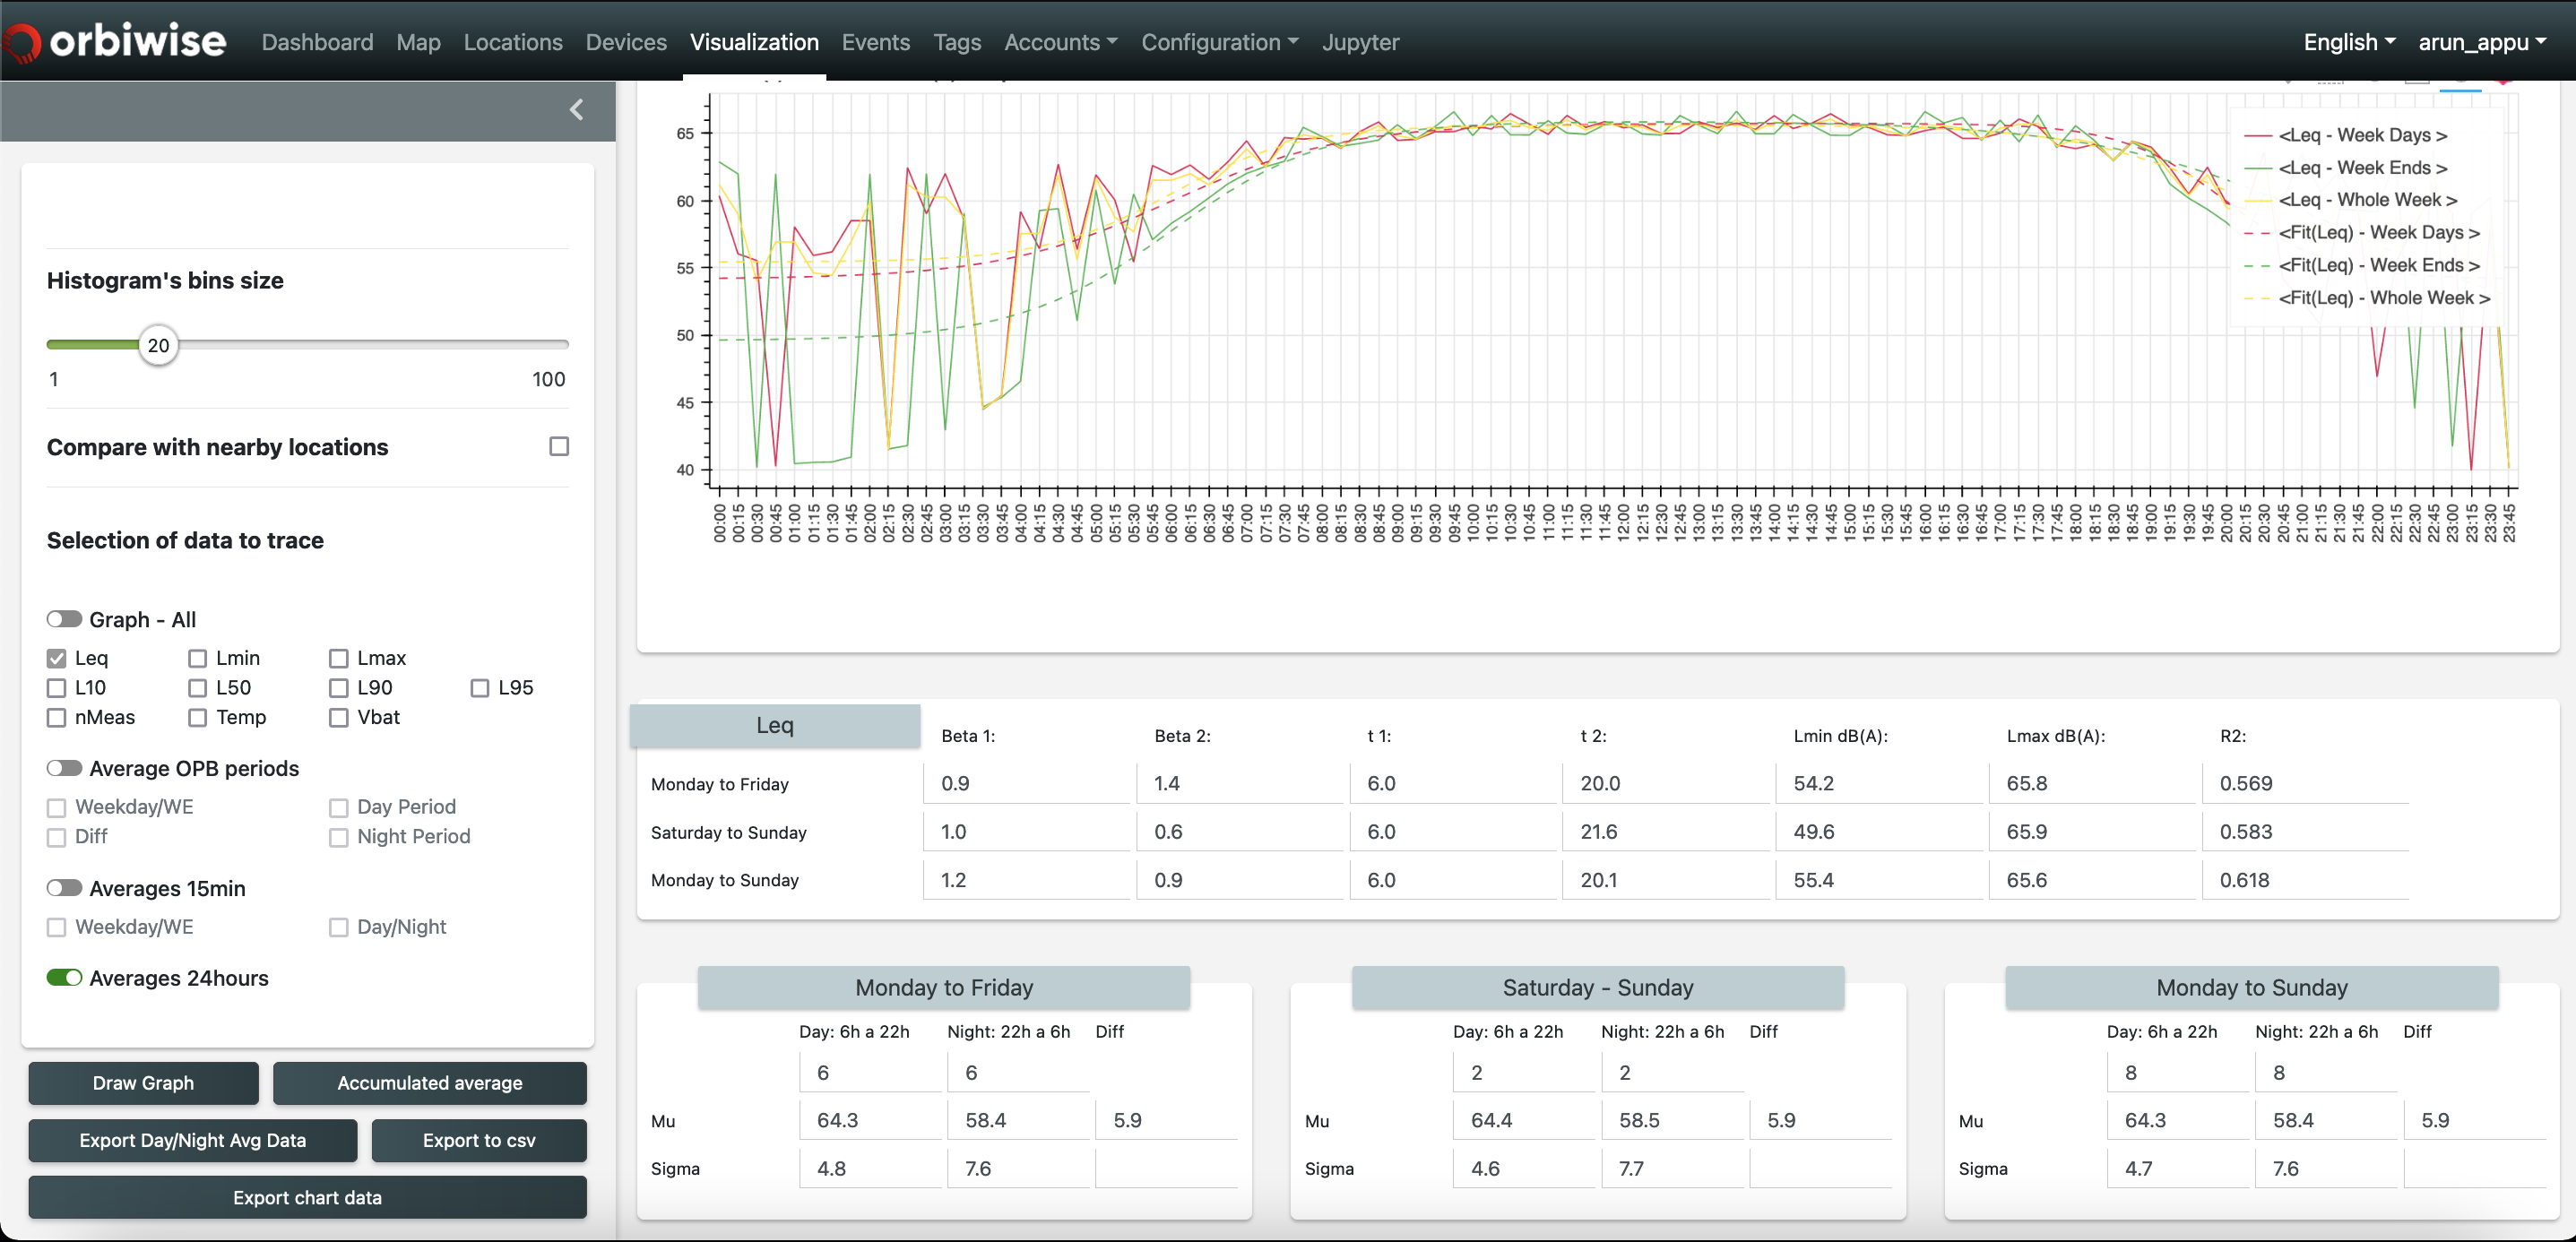 orbiwise Dashboard Map Locations Devices Visualization Events Tags Accounts Configuration Jupyter English arun_appu
Histogram's bins size
20
1 100
Compare with nearby locations
Selection of data to trace
Graph - All
Leq Lmin Lmax
L10 L50 L90 L95
nMeas Temp Vbat
Average OPB periods
Weekday/WE Day Period
Diff Night Period
Averages 15min
Weekday/WE Day/Night
Averages 24hours
Draw Graph Accumulated average
Export Day/Night Avg Data Export to csv
Export chart data
65
60
55
50
45
40
<Leq - Week Days >
<Leq - Week Ends >
<Leq - Whole Week >
<Fit(Leq) - Week Days >
<Fit(Leq) - Week Ends >
<Fit(Leq) - Whole Week >
00:00 00:15 00:30 00:45 01:00 01:15 01:30 01:45 02:00 02:15 02:30 02:45 03:00 03:15 03:30 03:45 04:00 04:15 04:30 04:45 05:00 05:15 05:30 05:45 06:00 06:15 06:30 06:45 07:00 07:15 07:30 07:45 08:00 08:15 08:30 08:45 09:00 09:15 09:30 09:45 10:00 10:15 10:30 10:45 11:00 11:15 11:30 11:45 12:00 12:15 12:30 12:45 13:00 13:15 13:30 13:45 14:00 14:15 14:30 14:45 15:00 15:15 15:30 15:45 16:00 16:15 16:30 16:45 17:00 17:15 17:30 17:45 18:00 18:15 18:30 18:45 19:00 19:15 19:30 19:45 20:00 20:15 20:30 20:45 21:00 21:15 21:30 21:45 22:00 22:15 22:30 22:45 23:00 23:15 23:30 23:45
Leq Beta 1: Beta 2: t 1: t 2: Lmin dB(A): Lmax dB(A): R2:
Monday to Friday 0.9 1.4 6.0 20.0 54.2 65.8 0.569
Saturday to Sunday 1.0 0.6 6.0 21.6 49.6 65.9 0.583
Monday to Sunday 1.2 0.9 6.0 20.1 55.4 65.6 0.618
Monday to Friday
Day: 6h a 22h Night: 22h a 6h Diff
6 6
Mu 64.3 58.4 5.9
Sigma 4.8 7.6
Saturday - Sunday
Day: 6h a 22h Night: 22h a 6h Diff
2 2
Mu 64.4 58.5 5.9
Sigma 4.6 7.7
Monday to Sunday
Day: 6h a 22h Night: 22h a 6h Diff
8 8
Mu 64.3 58.4 5.9
Sigma 4.7 7.6